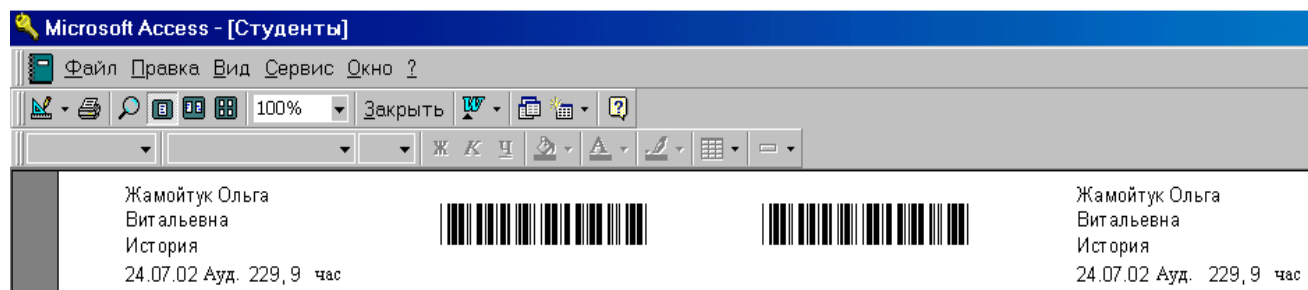 Microsoft Access - [Студенты]
Файл Правка Вид Сервис Окно ?
100% Закрыть
Ж К Ч
Жамойтук Ольга
Витальевна
История
24.07.02 Ауд. 229, 9 час
Жамойтук Ольга
Витальевна
История
24.07.02 Ауд. 229, 9 час